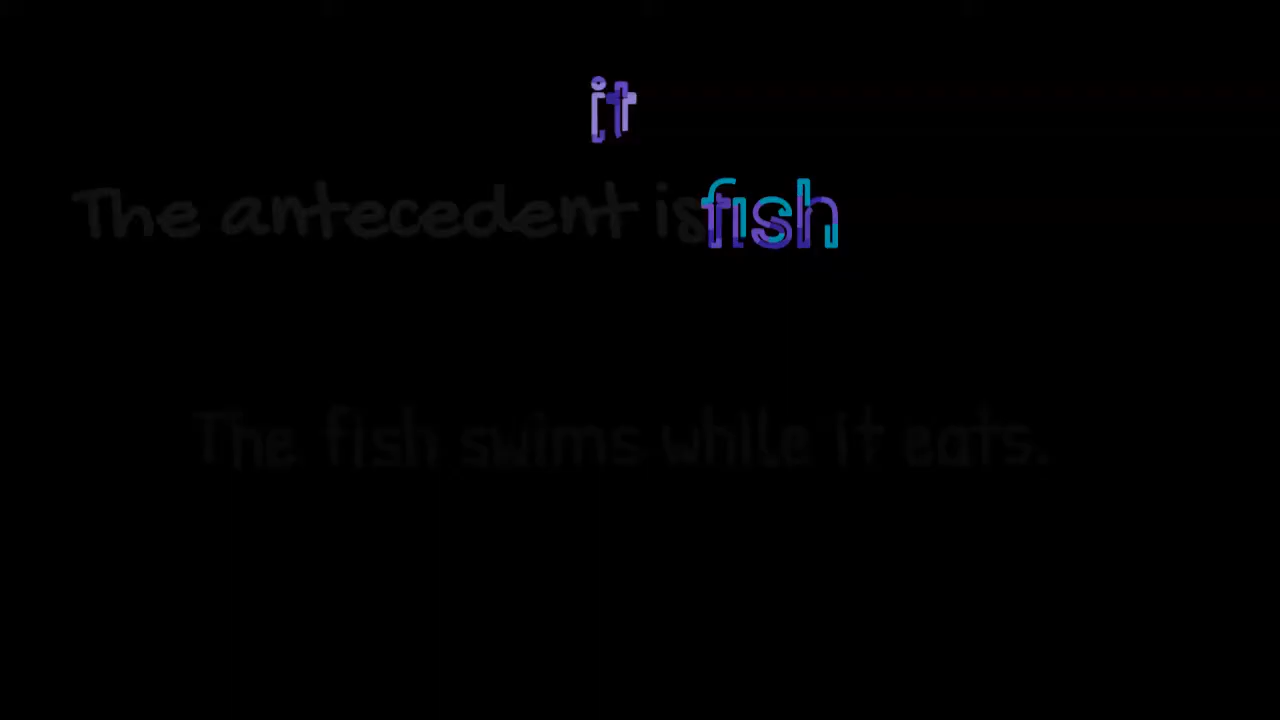 it
The antecedent is fish
The fish swims while it eats.